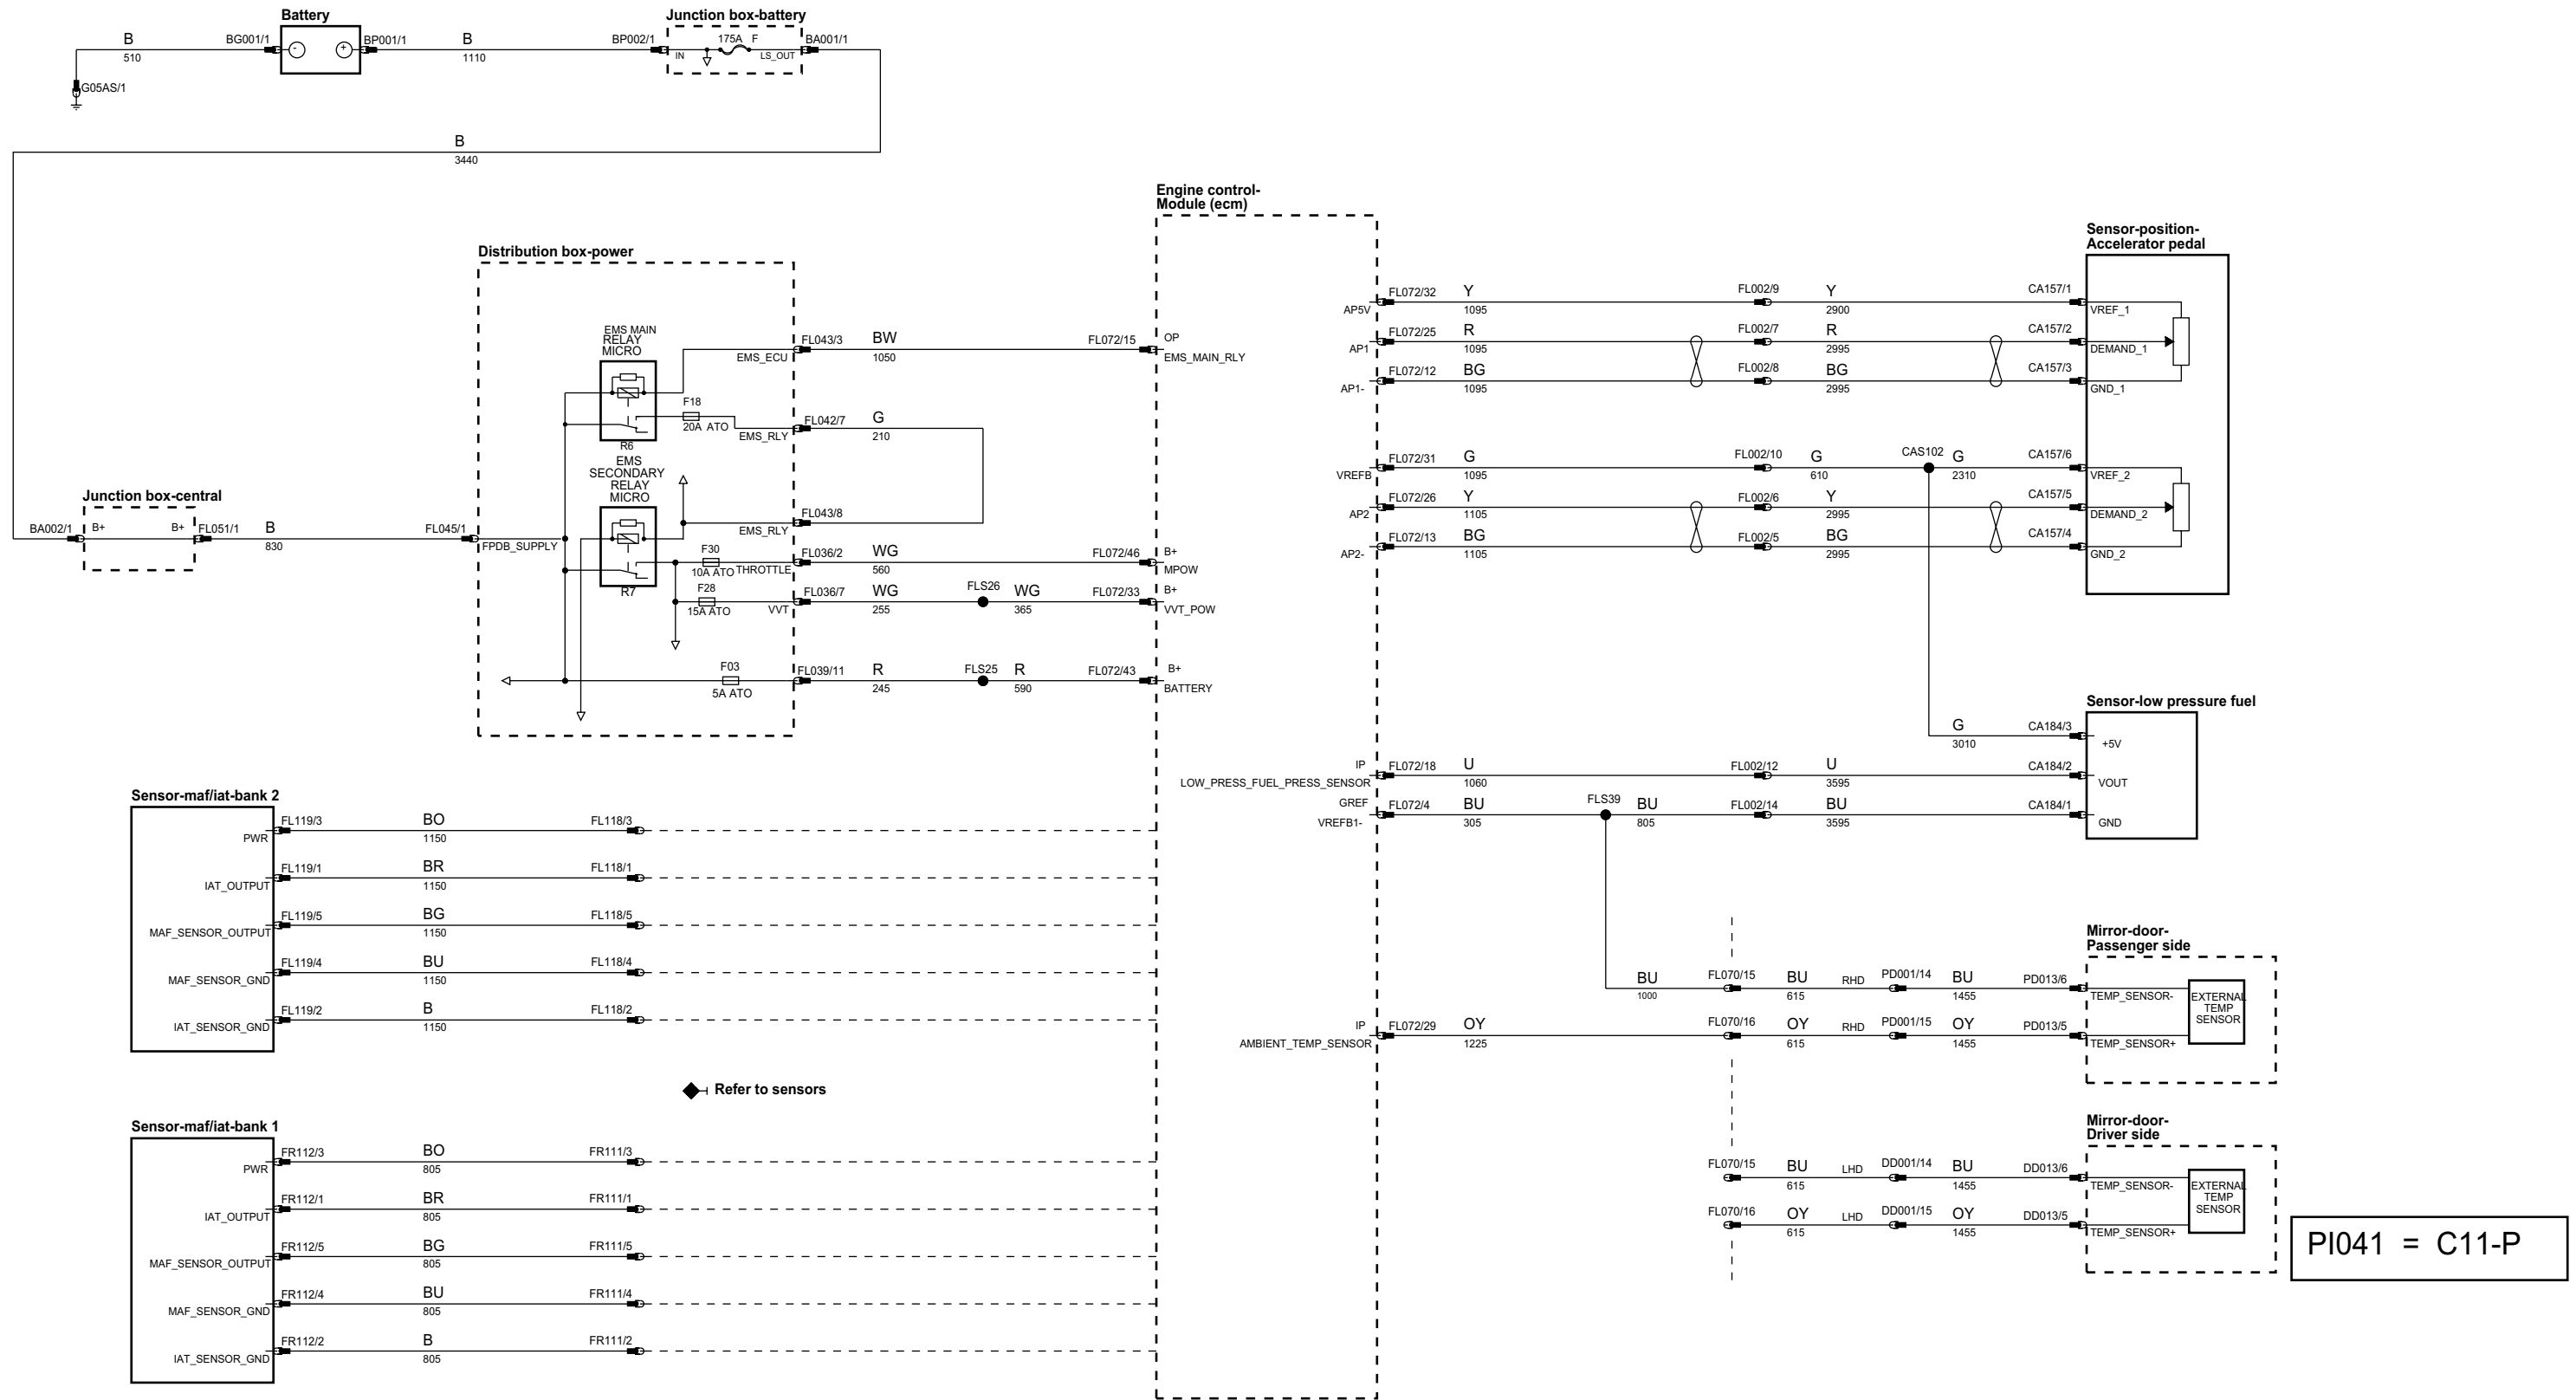 Battery
Junction box-battery
B
510
BG001/1
-
+
BP001/1
B
1110
BP002/1
175A F
IN
LS_OUT
BA001/1
G05AS/1
B
3440
Engine control-
Module (ecm)
Distribution box-power
EMS MAIN
RELAY
MICRO
EMS_ECU
FL043/3
BW
1050
FL072/15
OP
EMS_MAIN_RLY
F18
20A ATO
EMS_RLY
FL042/7
G
210
R6
EMS
SECONDARY
RELAY
MICRO
EMS_RLY
FL043/8
Junction box-central
BA002/1
B+
B+
FL051/1
B
830
FL045/1
FPDB_SUPPLY
F30
10A ATO
THROTTLE
FL036/2
WG
560
FL072/46
B+
MPOW
R7
F28
15A ATO
VVT
FL036/7
WG
255
FLS26
WG
365
FL072/33
B+
VVT_POW
F03
5A ATO
FL039/11
R
245
FLS25
R
590
FL072/43
B+
BATTERY
Sensor-position-
Accelerator pedal
AP5V
FL072/32
Y
1095
FL002/9
Y
2900
CA157/1
VREF_1
AP1
FL072/25
R
1095
FL002/7
R
2995
CA157/2
DEMAND_1
AP1-
FL072/12
BG
1095
FL002/8
BG
2995
CA157/3
GND_1
VREFB
FL072/31
G
1095
FL002/10
G
610
CAS102
G
2310
CA157/6
VREF_2
AP2
FL072/26
Y
1105
FL002/6
Y
2995
CA157/5
DEMAND_2
AP2-
FL072/13
BG
1105
FL002/5
BG
2995
CA157/4
GND_2
Sensor-low pressure fuel
G
3010
CA184/3
+5V
IP
LOW_PRESS_FUEL_PRESS_SENSOR
FL072/18
U
1060
FL002/12
U
3595
CA184/2
VOUT
GREF
VREFB1-
FL072/4
BU
305
FLS39
BU
805
FL002/14
BU
3595
CA184/1
GND
Sensor-maf/iat-bank 2
PWR
FL119/3
BO
1150
FL118/3
IAT_OUTPUT
FL119/1
BR
1150
FL118/1
MAF_SENSOR_OUTPUT
FL119/5
BG
1150
FL118/5
MAF_SENSOR_GND
FL119/4
BU
1150
FL118/4
IAT_SENSOR_GND
FL119/2
B
1150
FL118/2
Mirror-door-
Passenger side
BU
1000
FL070/15
BU
615
RHD
PD001/14
BU
1455
PD013/6
TEMP_SENSOR-
EXTERNAL
TEMP
SENSOR
IP
AMBIENT_TEMP_SENSOR
FL072/29
OY
1225
FL070/16
OY
615
RHD
PD001/15
OY
1455
PD013/5
TEMP_SENSOR+
Refer to sensors
Sensor-maf/iat-bank 1
PWR
FR112/3
BO
805
FR111/3
IAT_OUTPUT
FR112/1
BR
805
FR111/1
MAF_SENSOR_OUTPUT
FR112/5
BG
805
FR111/5
MAF_SENSOR_GND
FR112/4
BU
805
FR111/4
IAT_SENSOR_GND
FR112/2
B
805
FR111/2
Mirror-door-
Driver side
FL070/15
BU
615
LHD
DD001/14
BU
1455
DD013/6
TEMP_SENSOR-
EXTERNAL
TEMP
SENSOR
FL070/16
OY
615
LHD
DD001/15
OY
1455
DD013/5
TEMP_SENSOR+
PI041 = C11-P